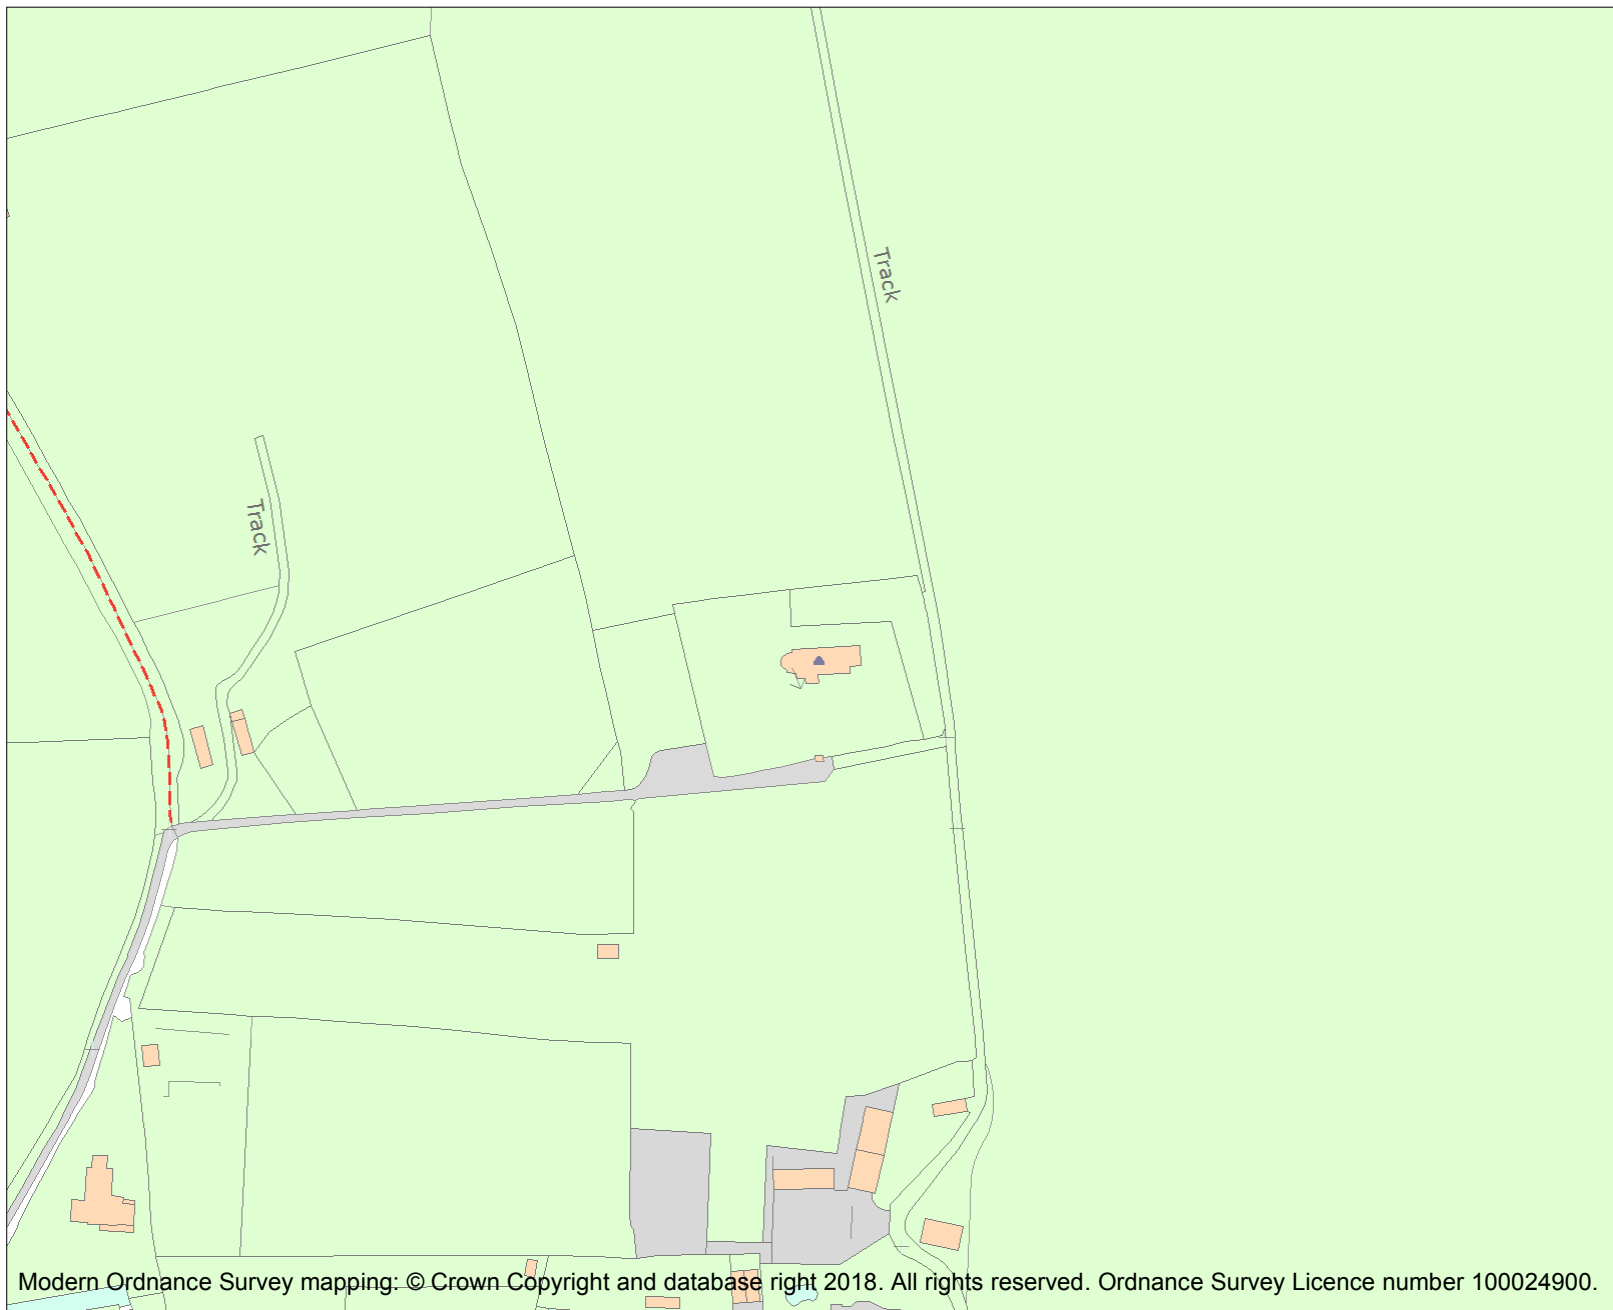 Track
Track
Modern Ordnance Survey mapping: © Crown Copyright and database right 2018. All rights reserved. Ordnance Survey Licence number 100024900.